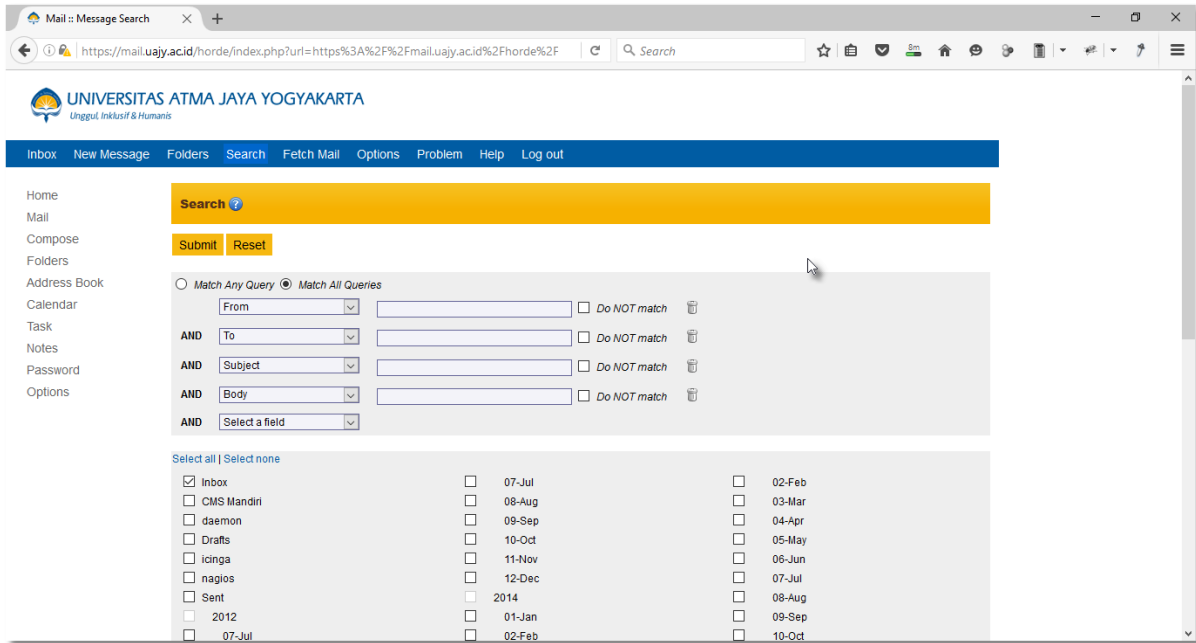 Mail :: Message Search
https://mail.uajy.ac.id/horde/index.php?url=https%3A%2F%2Fmail.uajy.ac.id%2Fhorde%2F
Search
8m
UNIVERSITAS ATMA JAYA YOGYAKARTA
Unggul, Inklusif & Humanis
Inbox New Message Folders Search Fetch Mail Options Problem Help Log out
Home
Mail
Compose
Folders
Address Book
Calendar
Task
Notes
Password
Options
Search
Submit Reset
Match Any Query Match All Queries
From Do NOT match
AND To Do NOT match
AND Subject Do NOT match
AND Body Do NOT match
AND Select a field
Select all | Select none
Inbox 07-Jul 02-Feb
CMS Mandiri 08-Aug 03-Mar
daemon 09-Sep 04-Apr
Drafts 10-Oct 05-May
icinga 11-Nov 06-Jun
nagios 12-Dec 07-Jul
Sent 2014 08-Aug
2012 01-Jan 09-Sep
07-Jul 02-Feb 10-Oct